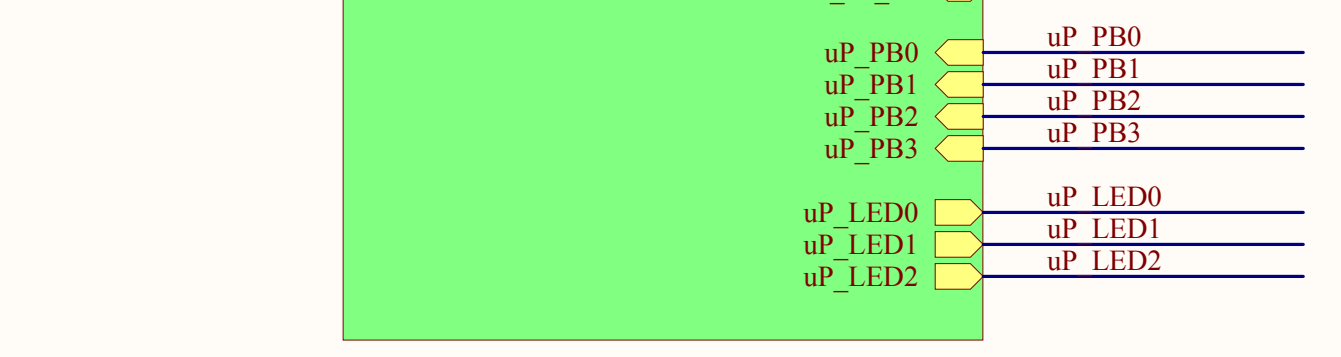 uP_PB0 uP_PB0
uP_PB1 uP_PB1
uP_PB2 uP_PB2
uP_PB3 uP_PB3
uP_LED0 uP_LED0
uP_LED1 uP_LED1
uP_LED2 uP_LED2